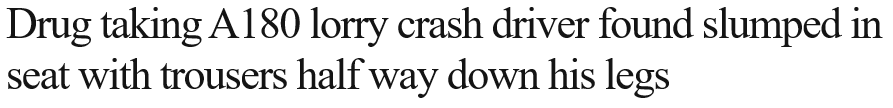 Drug taking A180 lorry crash driver found slumped in
seat with trousers half way down his legs